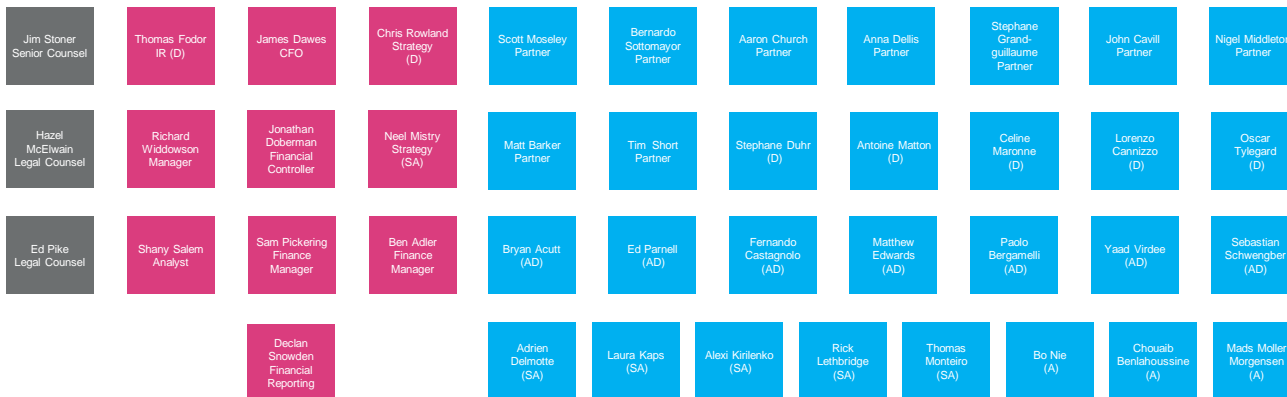 Jim Stoner
Senior Counsel
Thomas Fodor
IR (D)
James Dawes
CFO
Chris Rowland
Strategy
(D)
Scott Moseley
Partner
Bernardo
Sottomayor
Partner
Aaron Church
Partner
Anna Dellis
Partner
Stephane
Grand-
guillaume
Partner
John Cavill
Partner
Nigel Middleton
Partner
Hazel
McElwain
Legal Counsel
Richard
Widdowson
Manager
Jonathan
Doberman
Financial
Controller
Neel Mistry
Strategy
(SA)
Matt Barker
Partner
Tim Short
Partner
Stephane Duhr
(D)
Antoine Matton
(D)
Celine
Maronne
(D)
Lorenzo
Cannizzo
(D)
Oscar
Tylegard
(D)
Ed Pike
Legal Counsel
Shany Salem
Analyst
Sam Pickering
Finance
Manager
Ben Adler
Finance
Manager
Bryan Acutt
(AD)
Ed Parnell
(AD)
Fernando
Castagnolo
(AD)
Matthew
Edwards
(AD)
Paolo
Bergamelli
(AD)
Yaad Virdee
(AD)
Sebastian
Schwengber
(AD)
Declan
Snowden
Financial
Reporting
Adrien
Delmotte
(SA)
Laura Kaps
(SA)
Alexi Kirilenko
(SA)
Rick
Lethbridge
(SA)
Thomas
Monteiro
(SA)
Bo Nie
(A)
Chouaib
Benlahoussine
(A)
Mads Moller
Morgensen
(A)